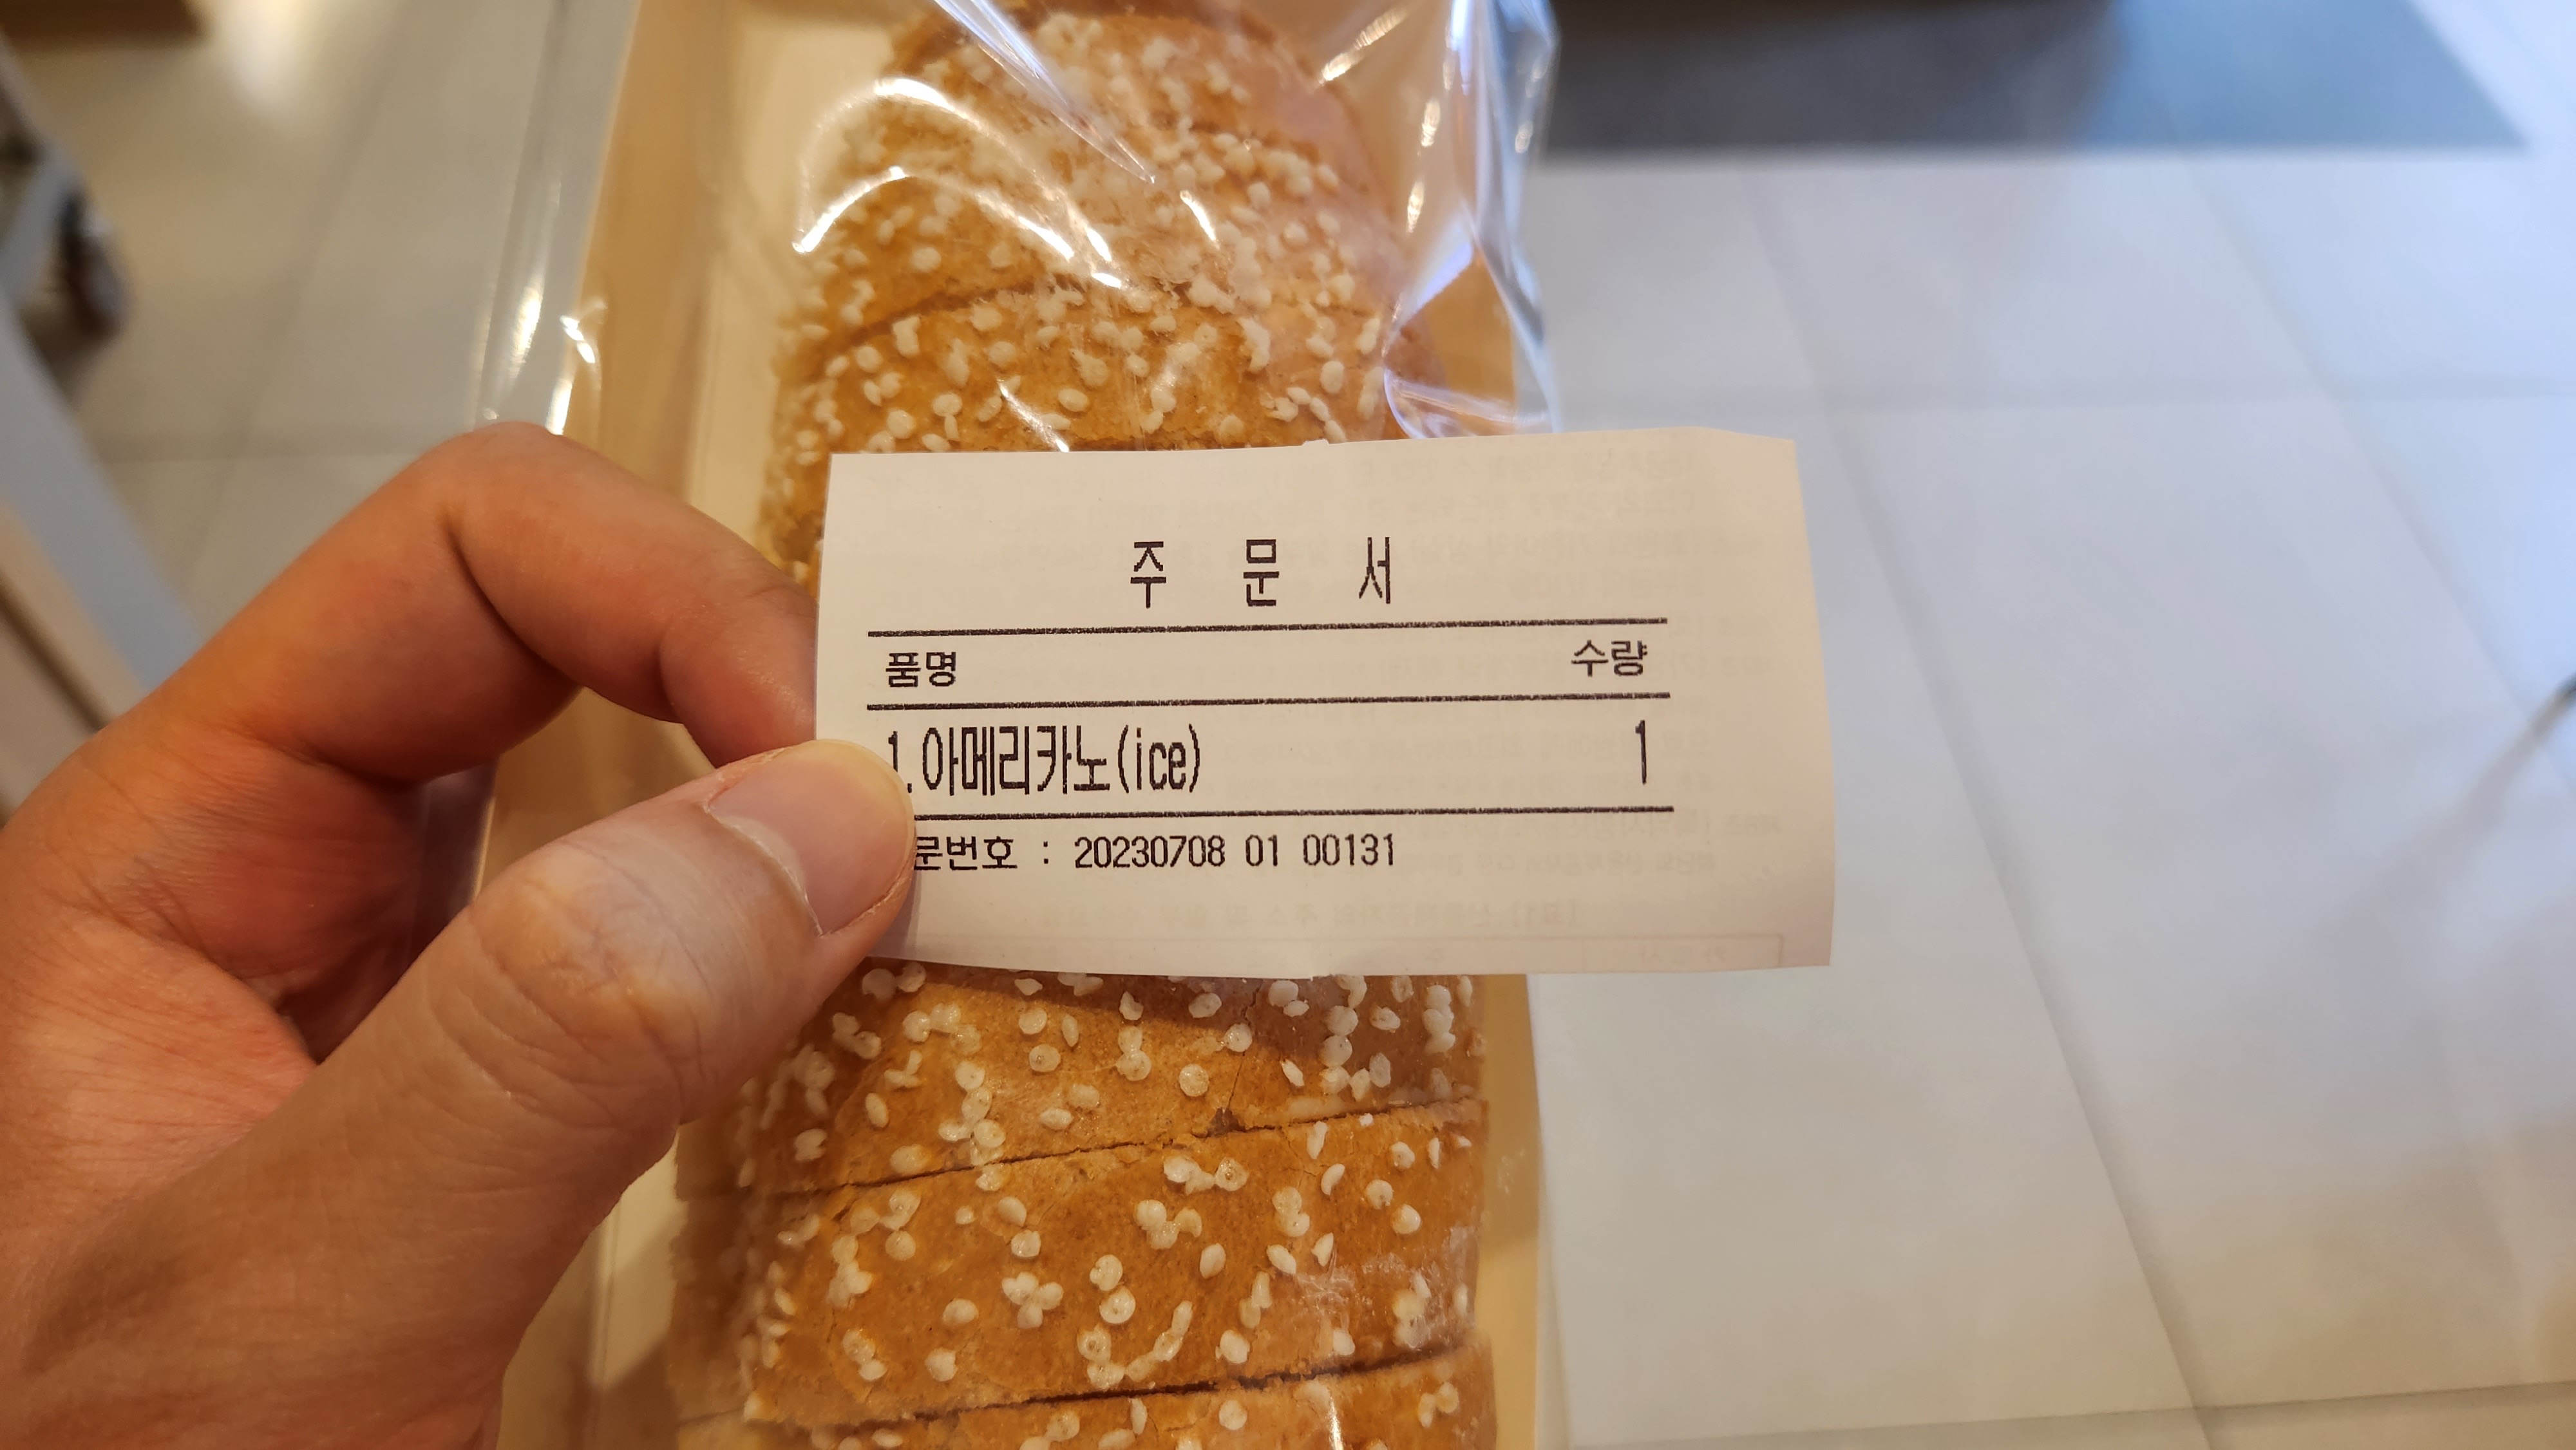 주 문 서
품명 수량
1.아메리카노(ice) 1
문번호 : 20230708 01 00131